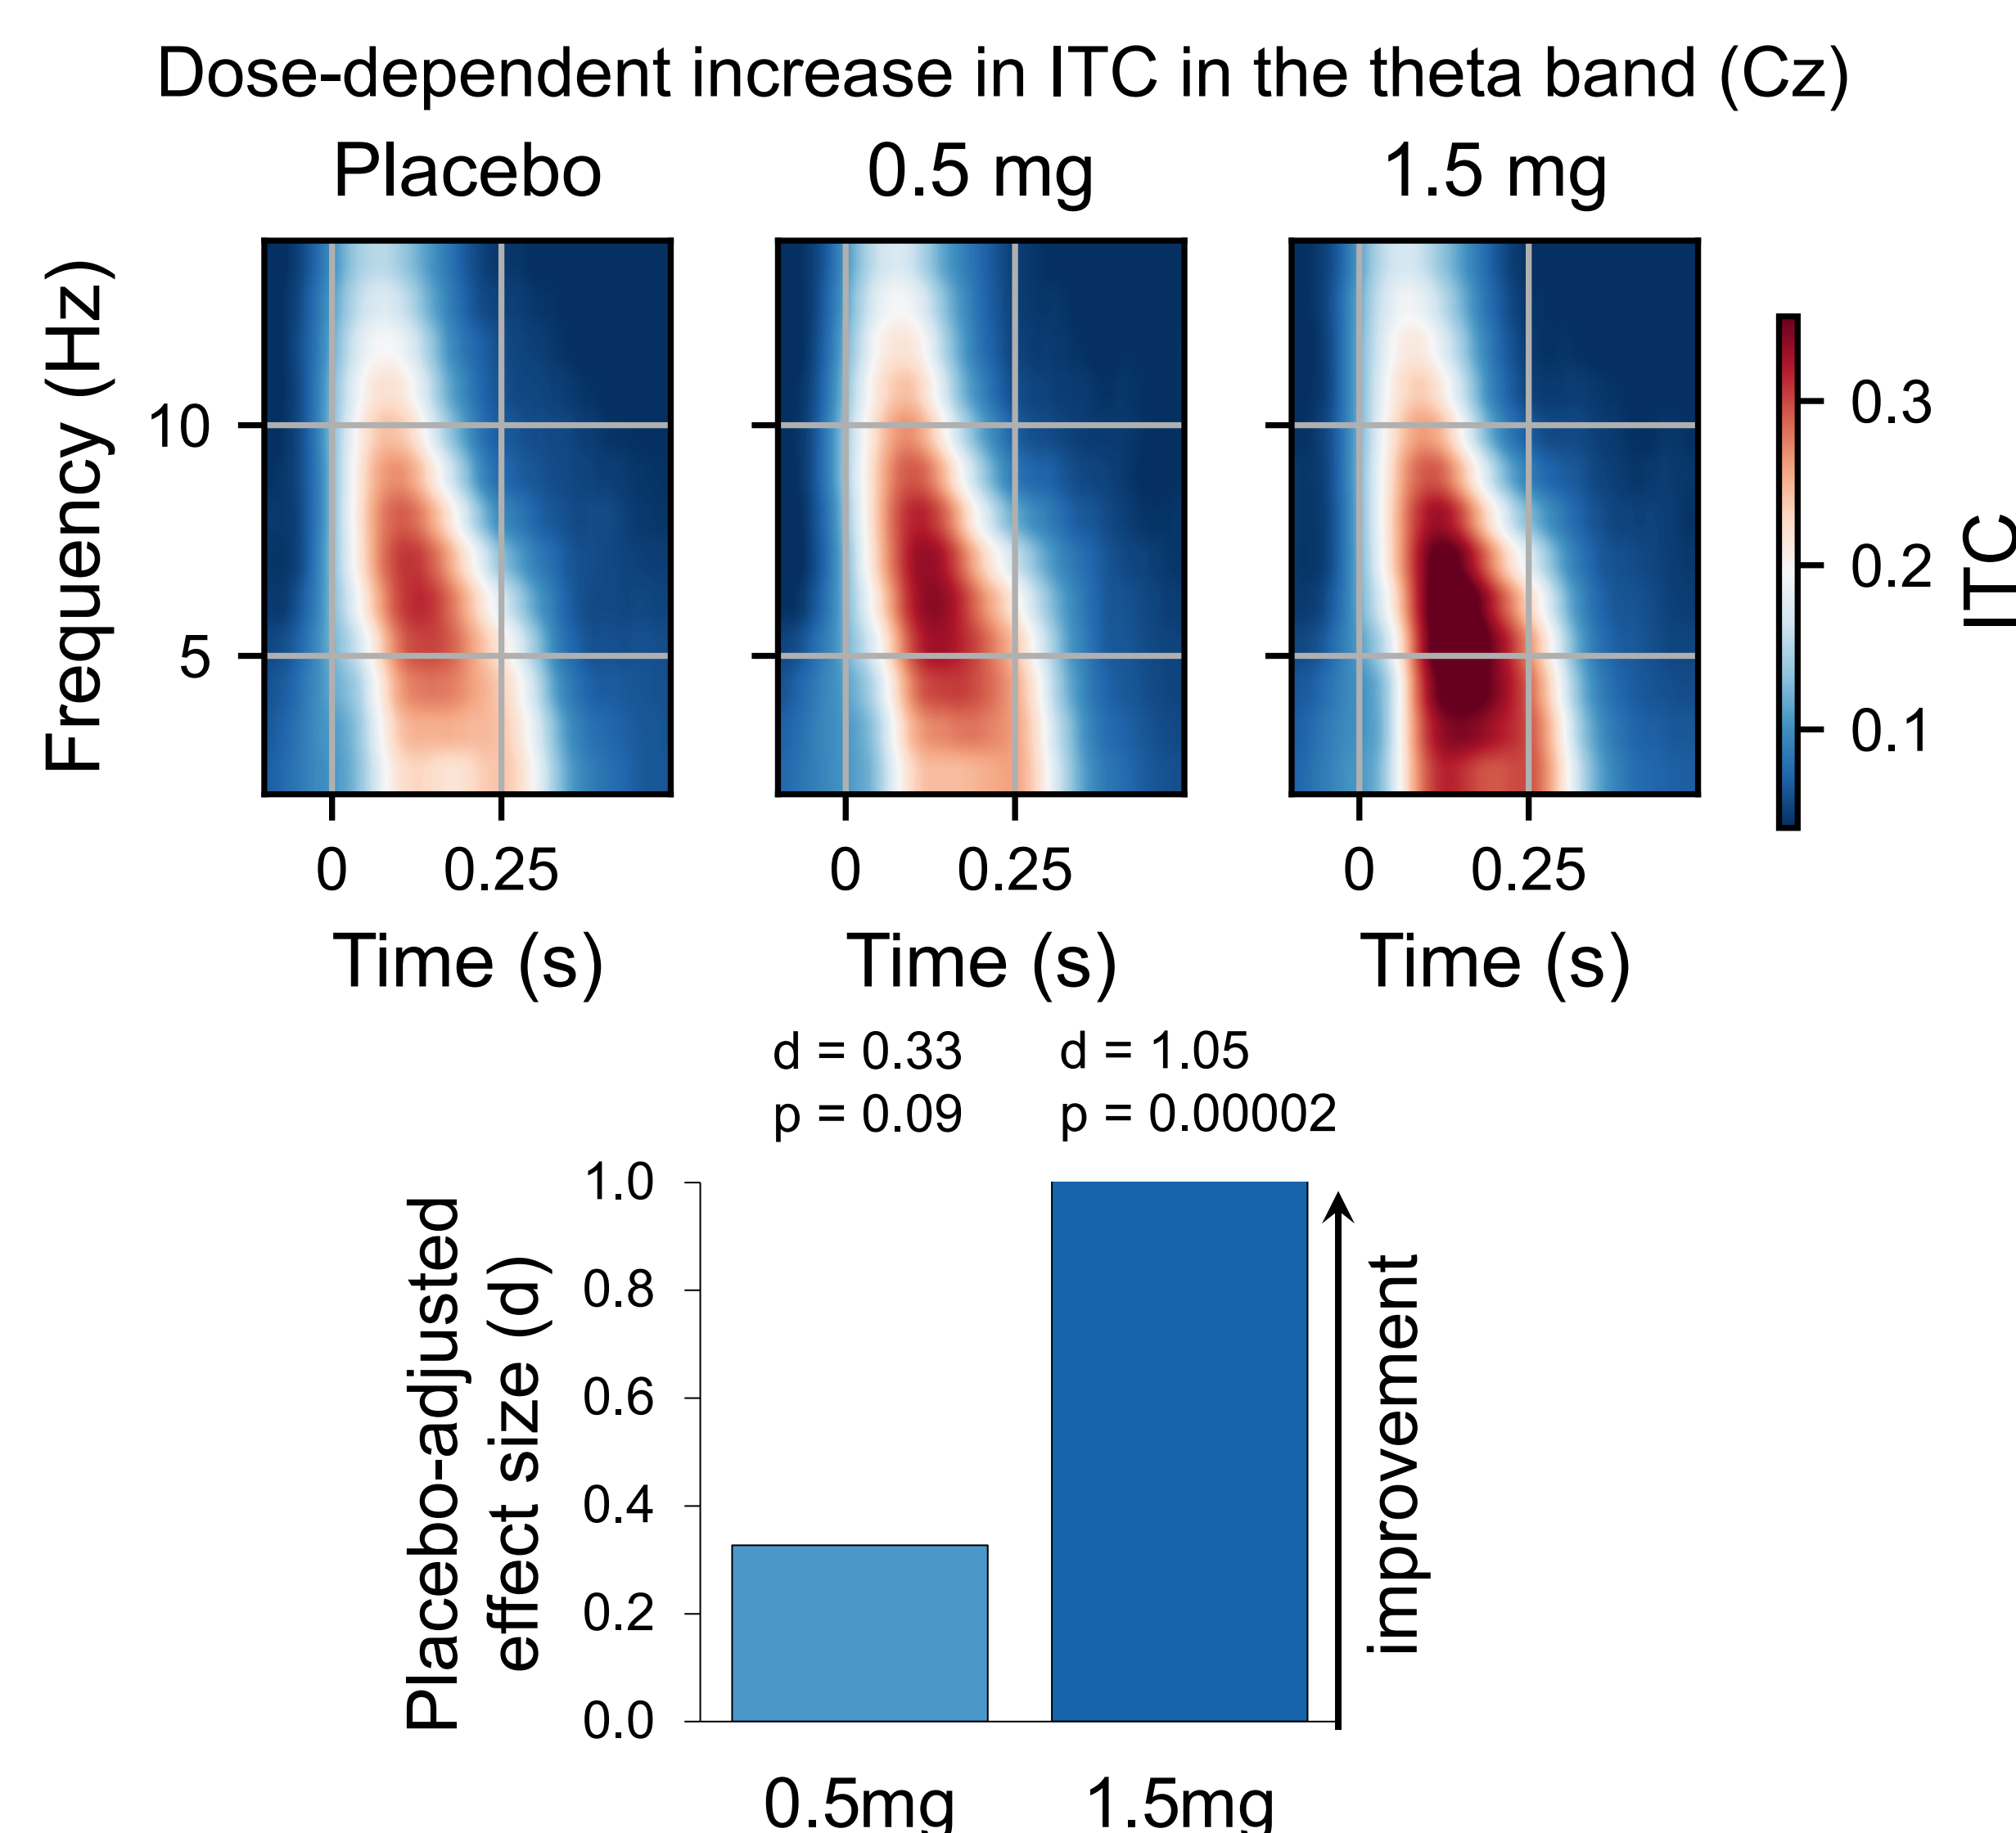 Dose-dependent increase in ITC in the theta band (Cz)
Placebo 0.5 mg 1.5 mg
Frequency (Hz)
10
5
0 0.25 0 0.25 0 0.25
Time (s) Time (s) Time (s)
0.3
0.2
0.1
ITC
d = 0.33 d = 1.05
p = 0.09 p = 0.00002
Placebo-adjusted
effect size (d)
1.0
0.8
0.6
0.4
0.2
0.0
improvement
0.5mg 1.5mg